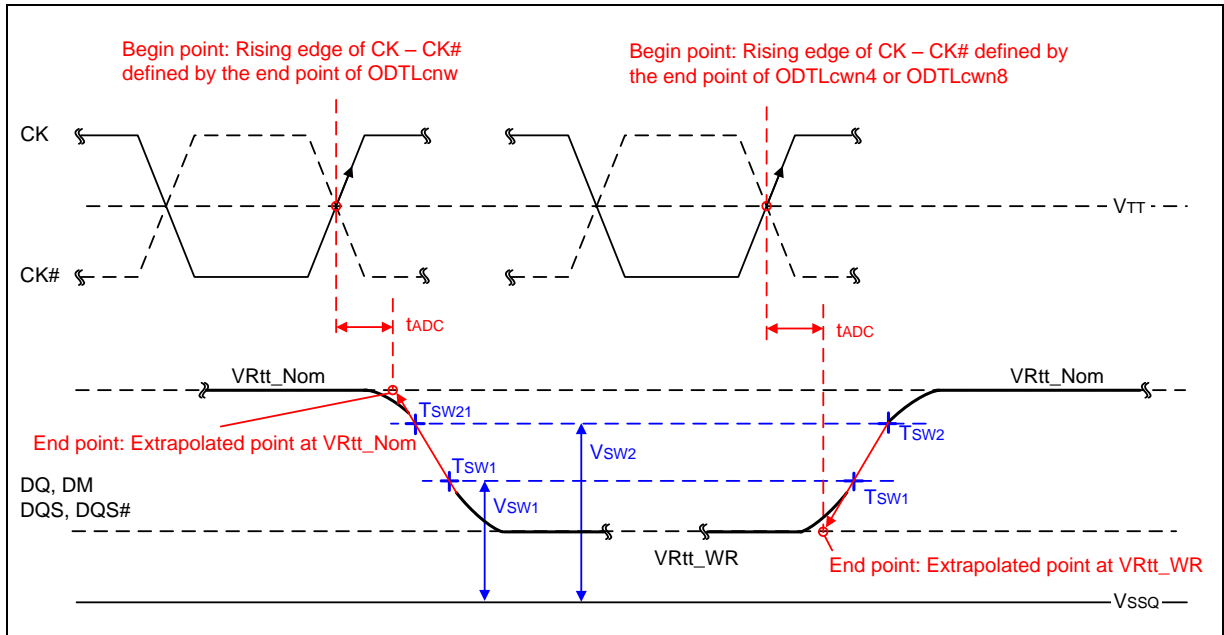 Begin point: Rising edge of CK – CK#
defined by the end point of ODTLcnw
Begin point: Rising edge of CK – CK# defined by
the end point of ODTLcwn4 or ODTLcwn8
CK
VTT
CK#
tADC
tADC
VRtt_Nom
VRtt_Nom
TSW21
End point: Extrapolated point at VRtt_Nom
TSW2
VSW2
TSW1
DQ, DM
DQS, DQS#
VSW1
TSW1
VRtt_WR
End point: Extrapolated point at VRtt_WR
VSSQ